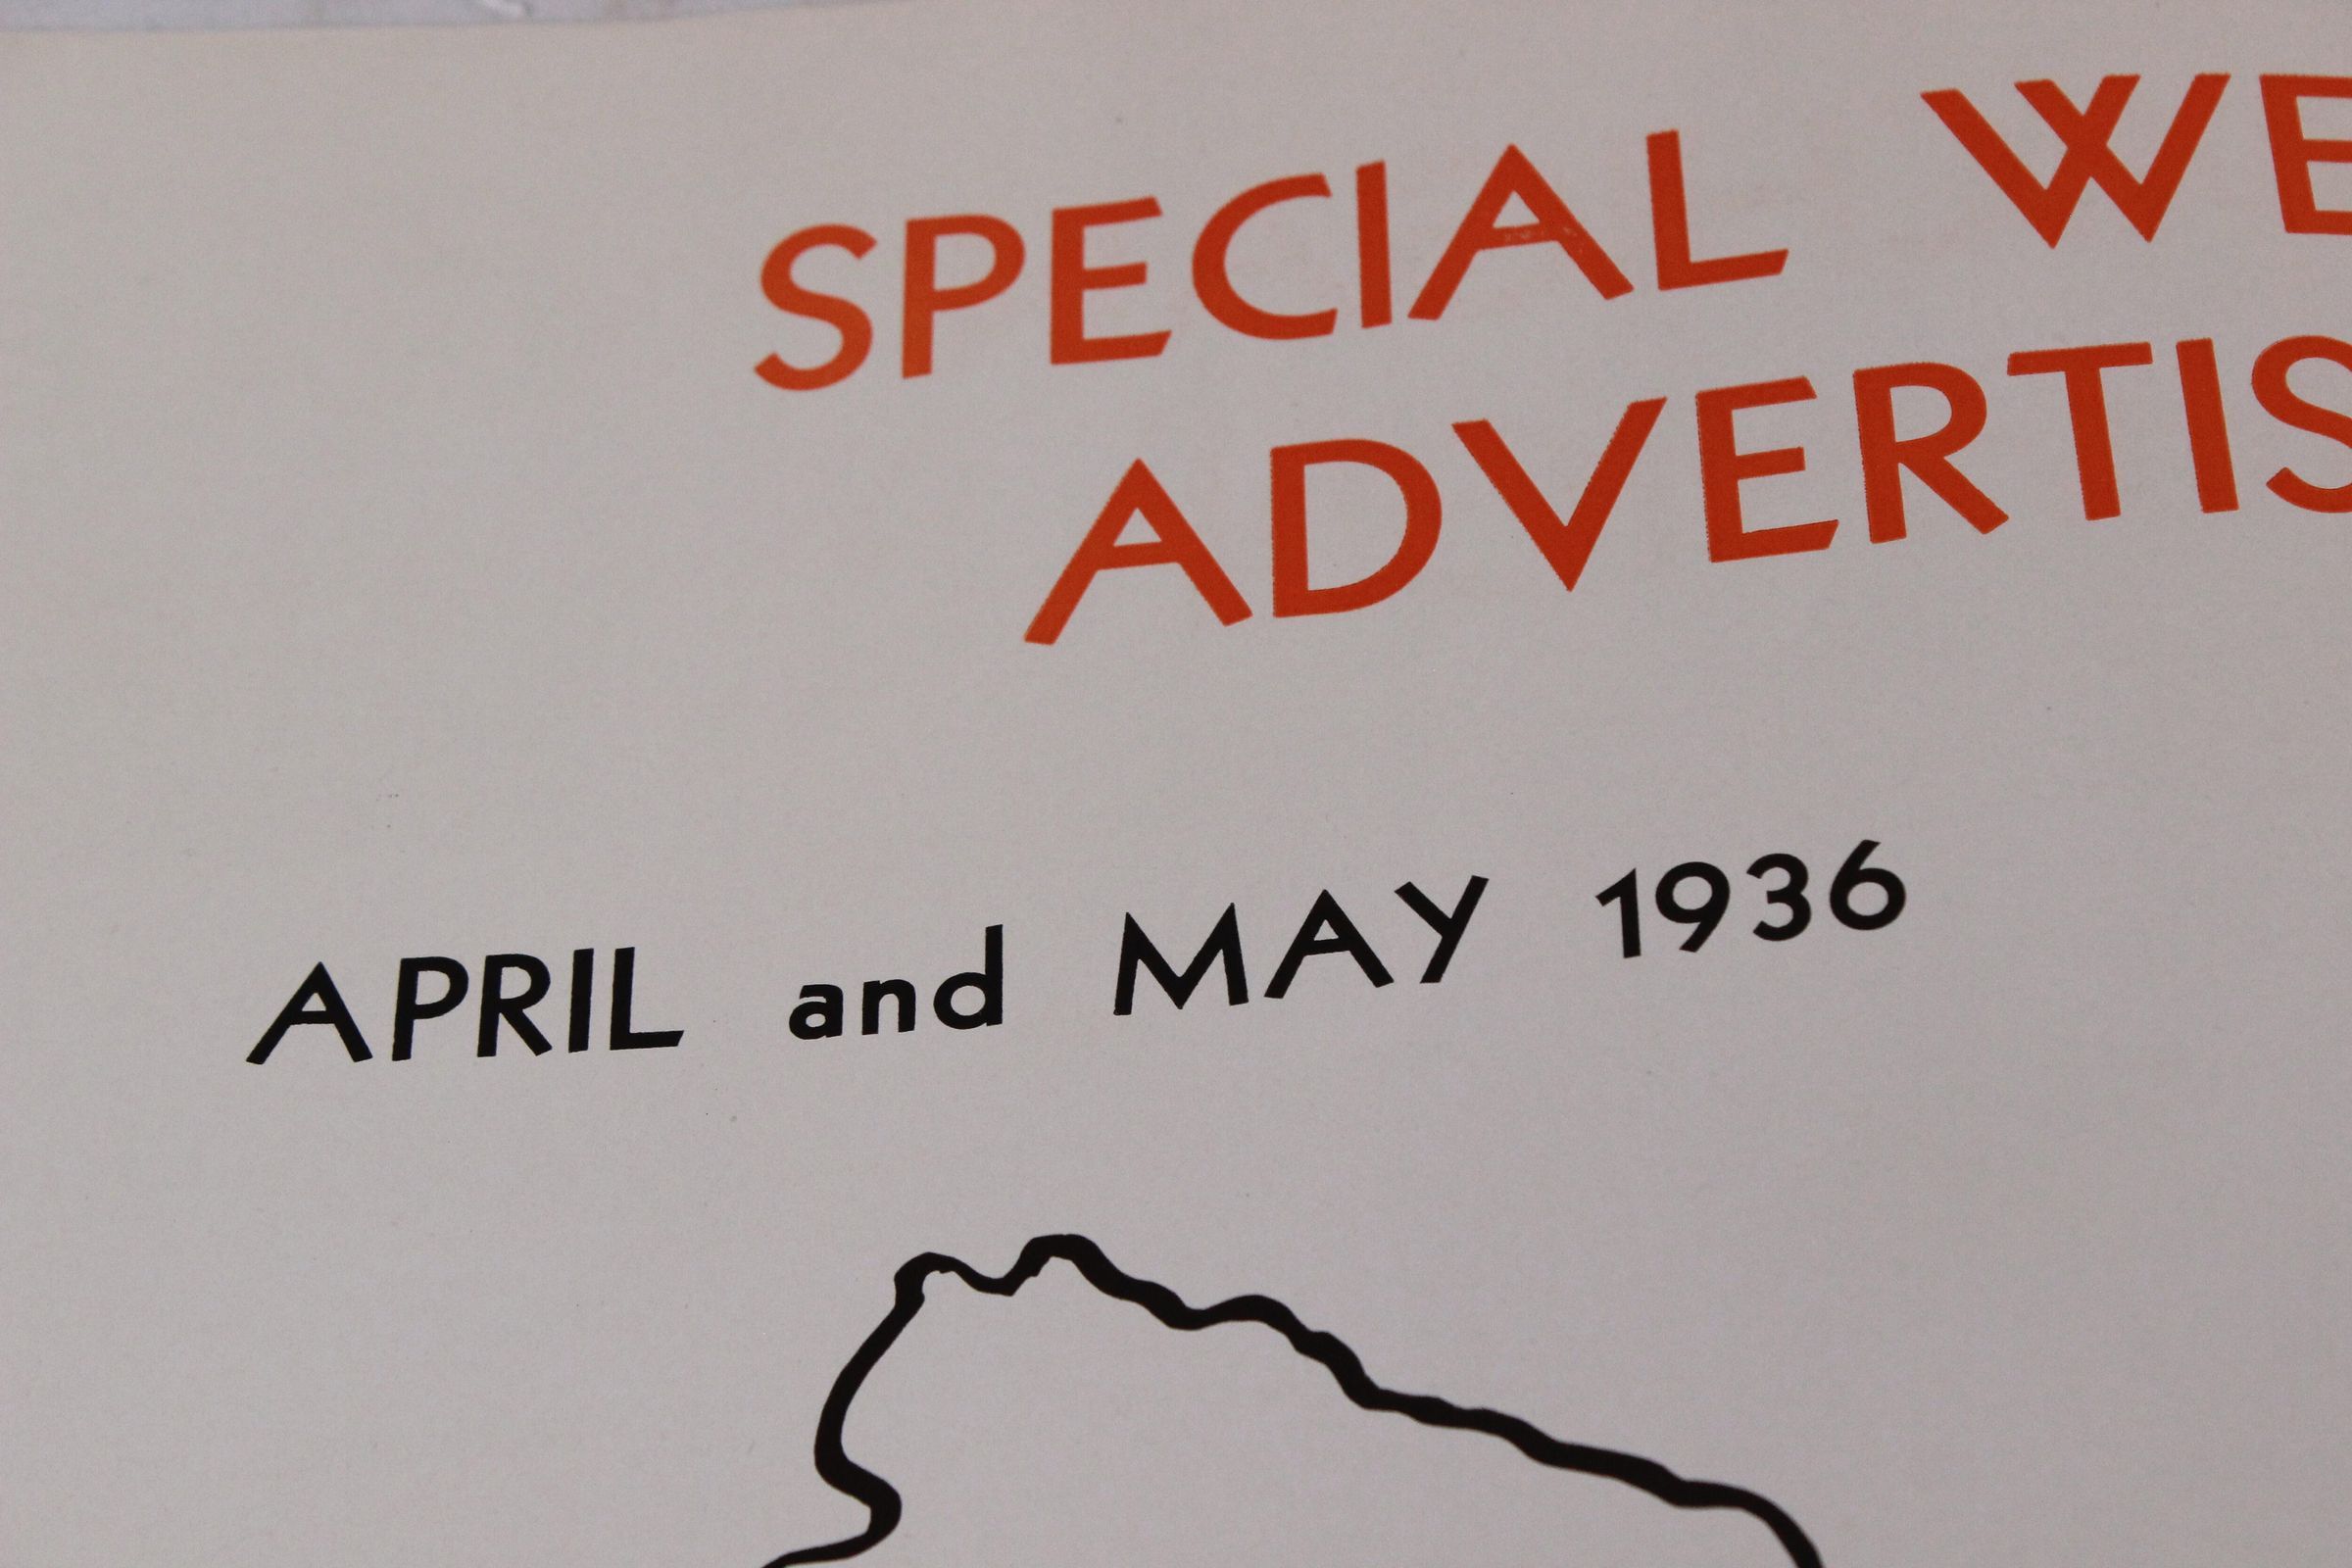 SPECIAL WE
ADVERTIS
APRIL and MAY 1936